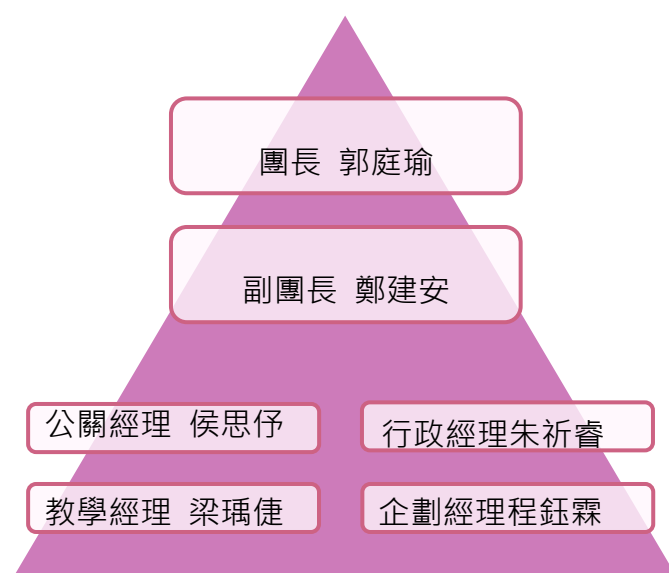 團長 郭庭瑜
副團長 鄭建安
公關經理 侯思伃
行政經理朱祈睿
教學經理 梁瑀倢
企劃經理程鈺霖